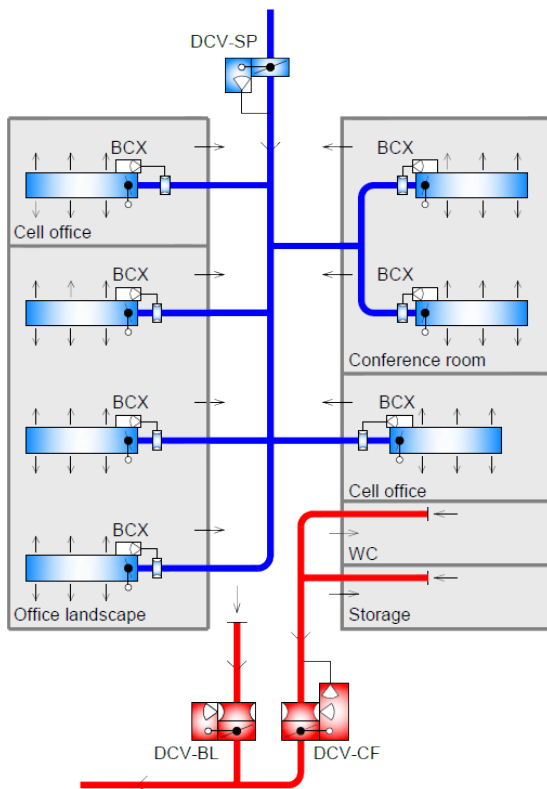 DCV-SP
BCX
BCX
Cell office
BCX
BCX
Conference room
BCX
BCX
Cell office
BCX
WC
Office landscape
Storage
DCV-BL
DCV-CF